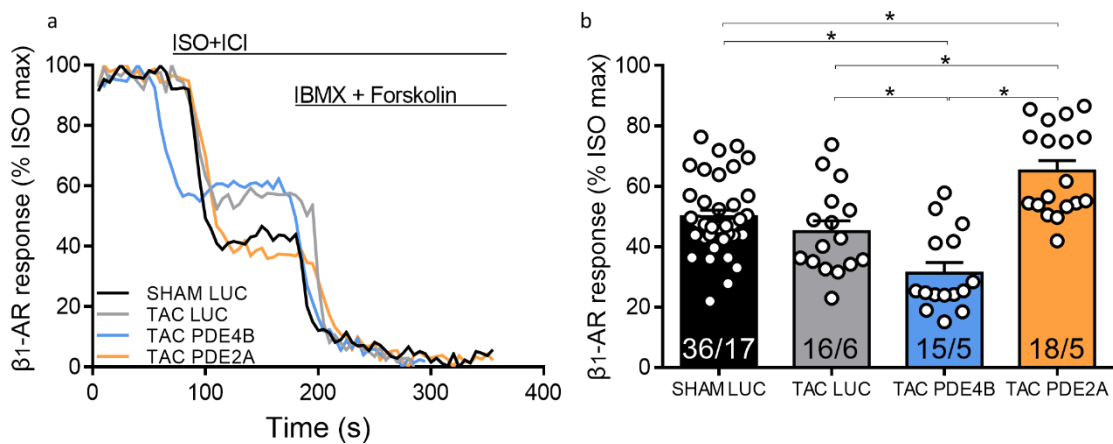 a
ISO+ICI
IBMX + Forskolin
β1-AR response (% ISO max)
100
80
60
40
20
0
SHAM LUC
TAC LUC
TAC PDE4B
TAC PDE2A
0 100 200 300 400
Time (s)
b
*
*
*
* *
β1-AR response (% ISO max)
100
80
60
40
20
0
36/17 16/6 15/5 18/5
SHAM LUC TAC LUC TAC PDE4B TAC PDE2A